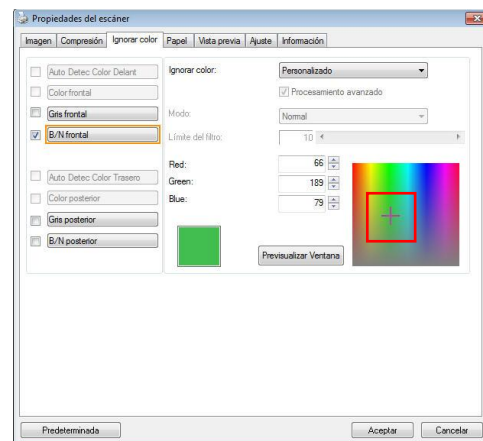 Propiedades del escáner
Imagen Compresión Ignorar color Papel Vista previa Ajuste Información
Auto Detec Color Delant
Color frontal
Gris frontal
B/N frontal
Auto Detec Color Trasero
Color posterior
Gris posterior
B/N posterior
Ignorar color: Personalizado
Procesamiento avanzado
Modo: Normal
Límite del filtro: 10
Red: 66
Green: 189
Blue: 79
Previsualizar Ventana
Predeterminada Aceptar Cancelar